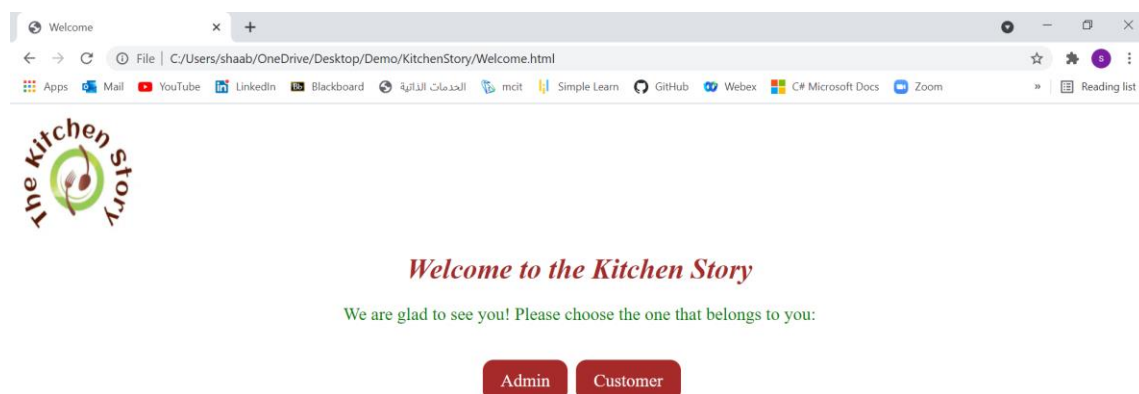 Welcome
File | C:/Users/shaab/OneDrive/Desktop/Demo/KitchenStory/Welcome.html
S
Apps Mail YouTube LinkedIn Bb Blackboard الخدمات الذاتية mcit Simple Learn GitHub Webex C# Microsoft Docs Zoom » Reading list
The Kitchen Story
Welcome to the Kitchen Story
We are glad to see you! Please choose the one that belongs to you:
Admin Customer